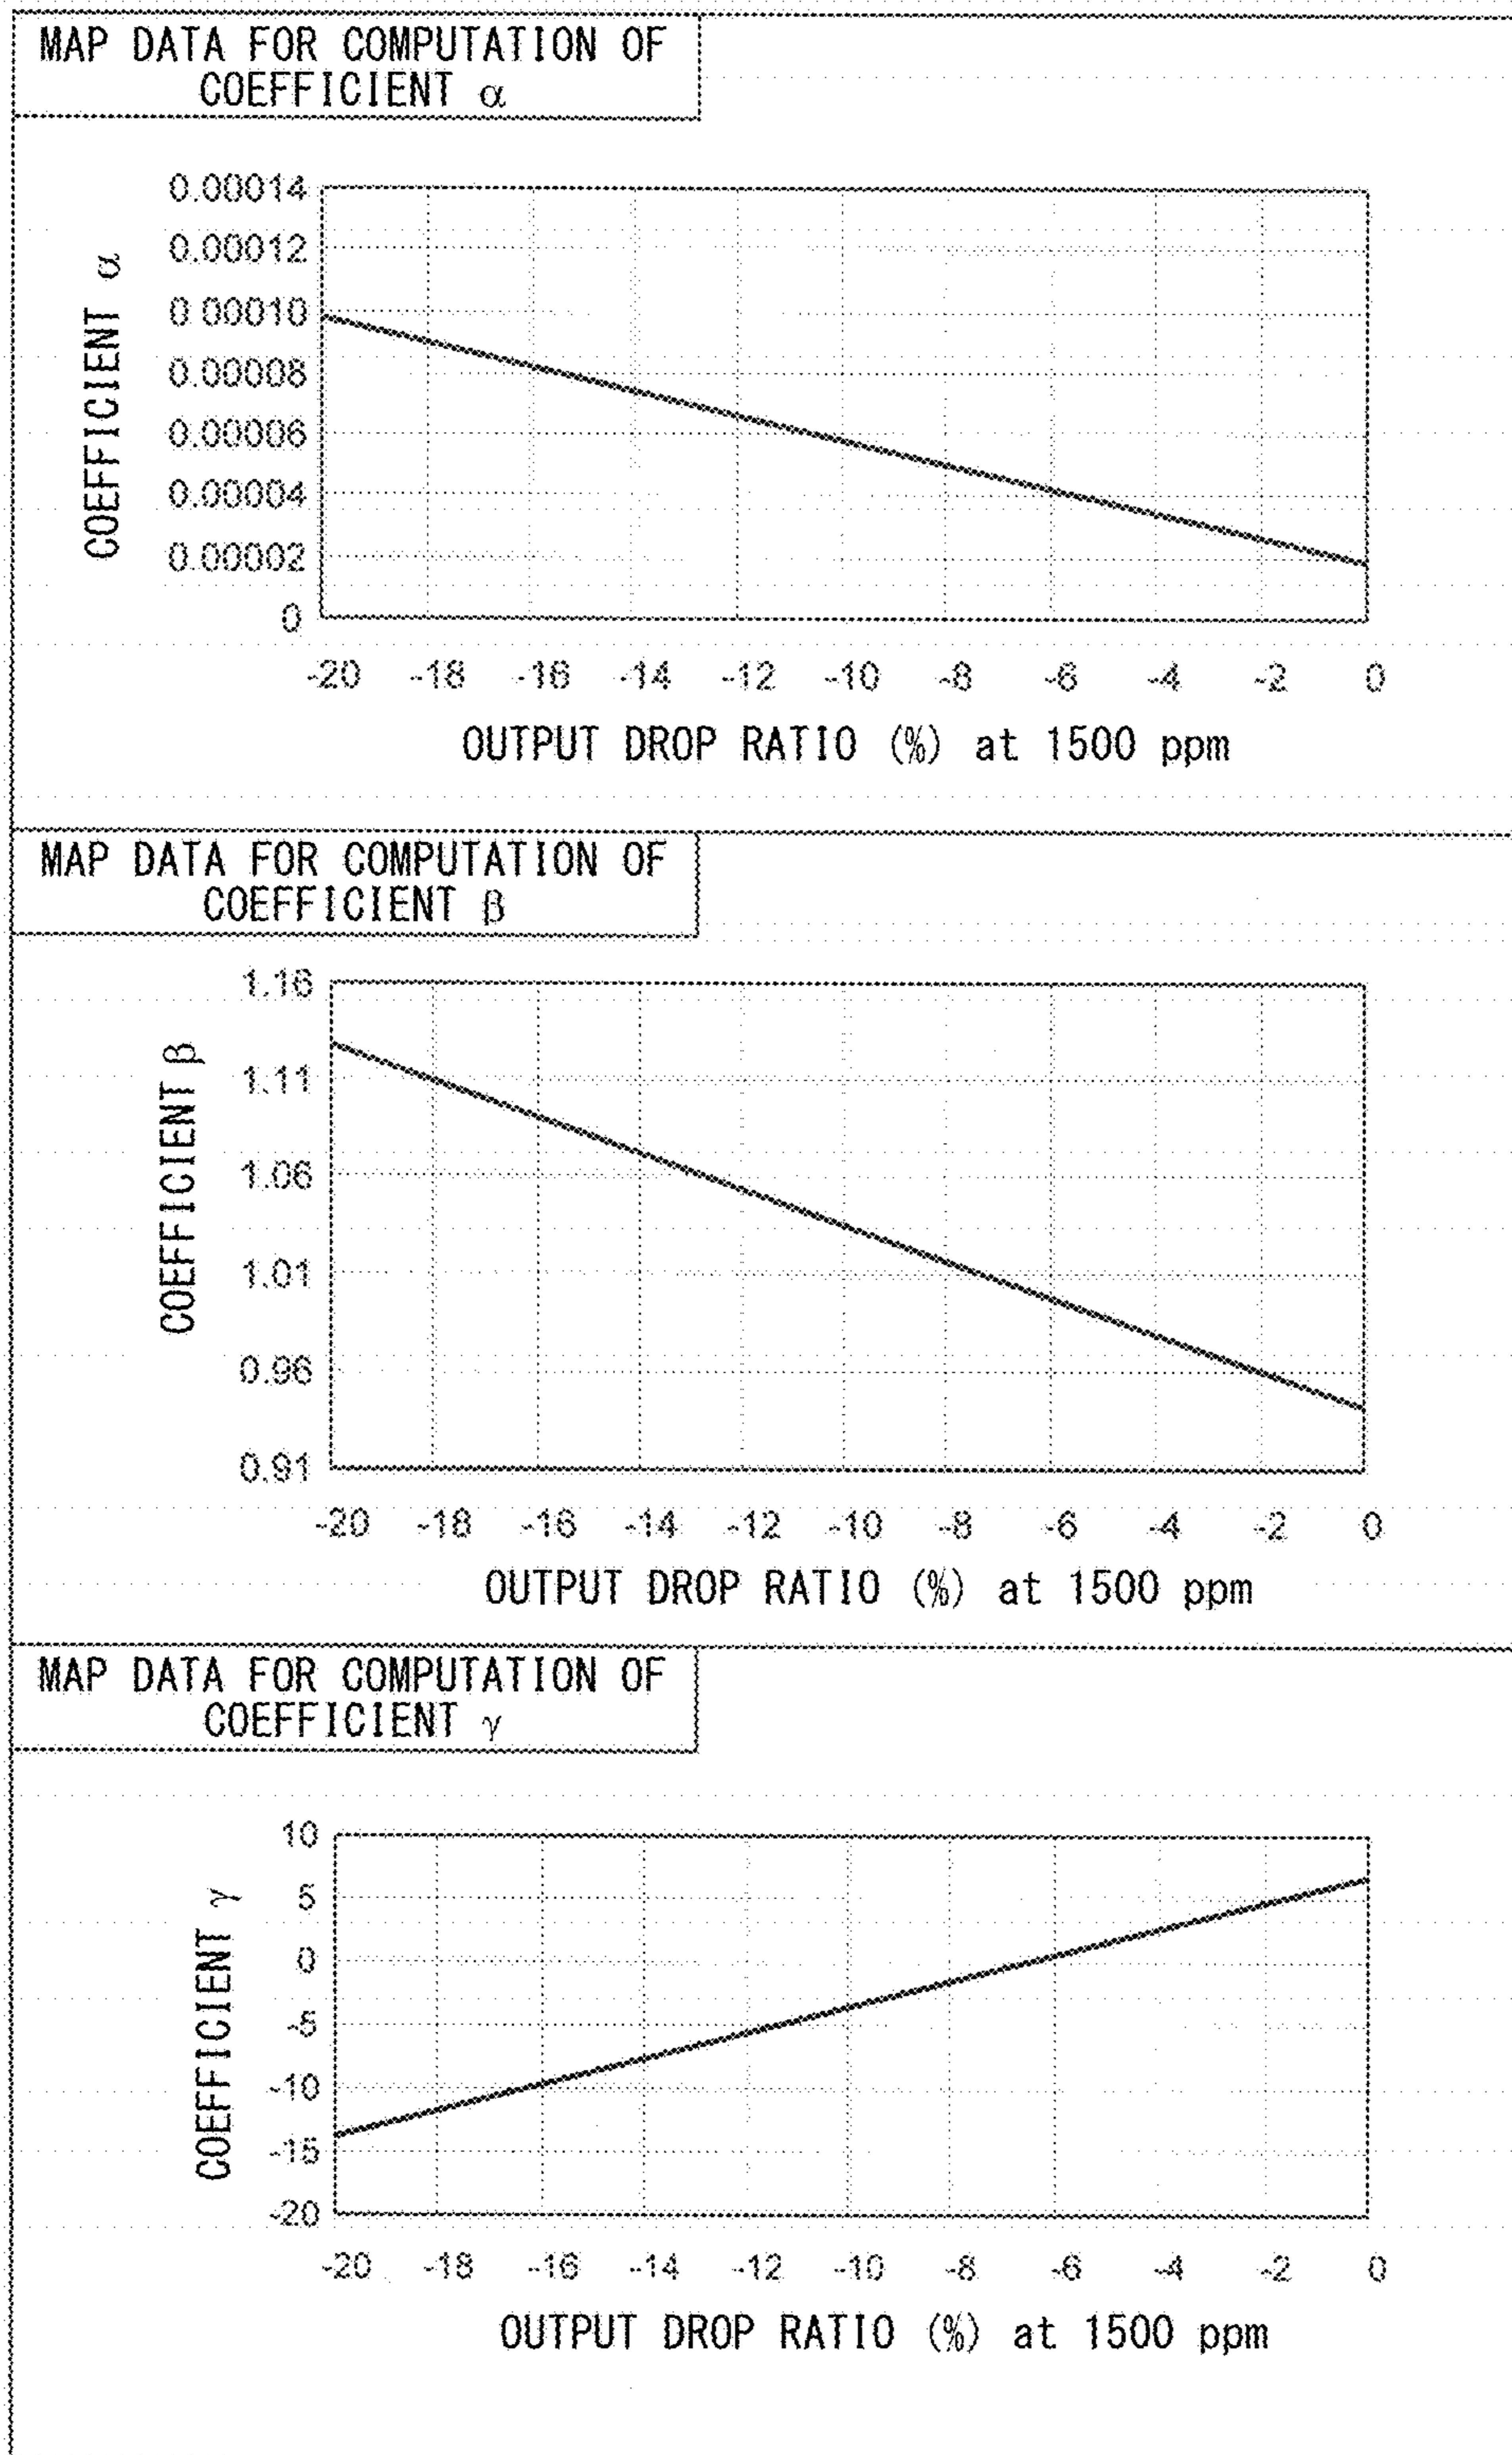 MAP DATA FOR COMPUTATION OF
COEFFICIENT α
COEFFICIENT α
0.00014
0.00012
0.00010
0.00008
0.00006
0.00004
0.00002
0
-20 -18 -16 -14 -12 -10 -8 -6 -4 -2 0
OUTPUT DROP RATIO (%) at 1500 ppm
MAP DATA FOR COMPUTATION OF
COEFFICIENT β
COEFFICIENT β
1.16
1.11
1.06
1.01
0.96
0.91
-20 -18 -16 -14 -12 -10 -8 -6 -4 -2 0
OUTPUT DROP RATIO (%) at 1500 ppm
MAP DATA FOR COMPUTATION OF
COEFFICIENT γ
COEFFICIENT γ
10
5
0
-5
-10
-15
-20
-20 -18 -16 -14 -12 -10 -8 -6 -4 -2 0
OUTPUT DROP RATIO (%) at 1500 ppm